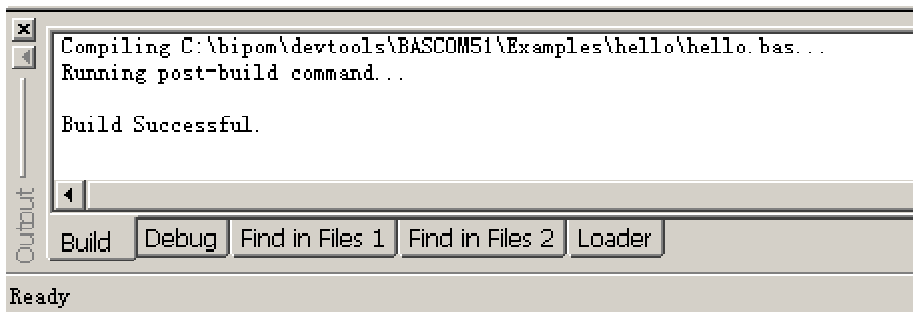 Compiling C:\bipom\devtools\BASCOM51\Examples\hello\hello.bas...
Running post-build command...
Build Successful.
Output
Build Debug Find in Files 1 Find in Files 2 Loader
Ready